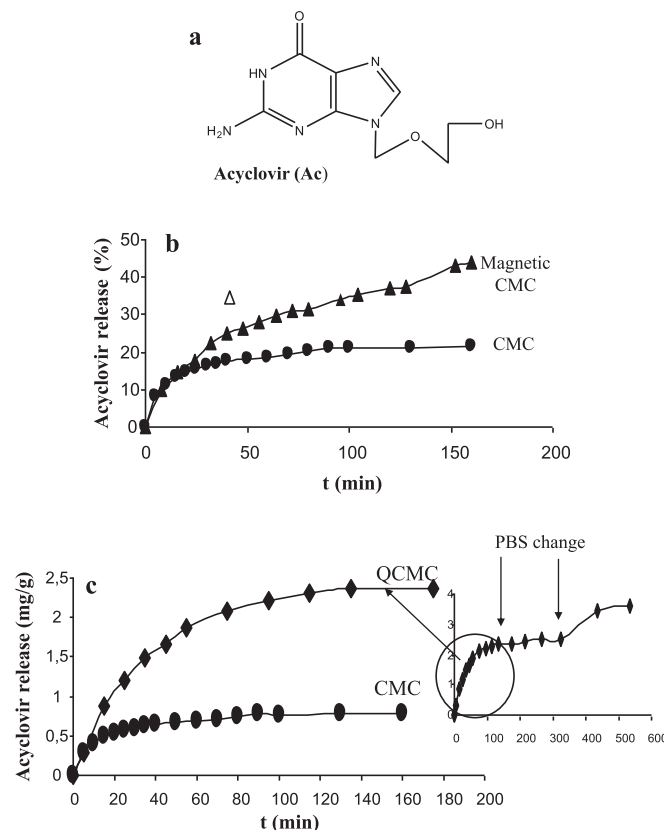 a
O
HN
N
H2N
N
N
O
OH
Acyclovir (Ac)
b
Acyclovir release (%)
50
40
30
20
10
0
Δ
Magnetic
CMC
CMC
0 50 100 150 200
t (min)
c
Acyclovir release (mg/g)
2,5
2
1,5
1
0,5
0
QCMC
CMC
0 20 40 60 80 100 120 140 160 180 200
t (min)
PBS change
4
3
2
1
0
0 100 200 300 400 500 600